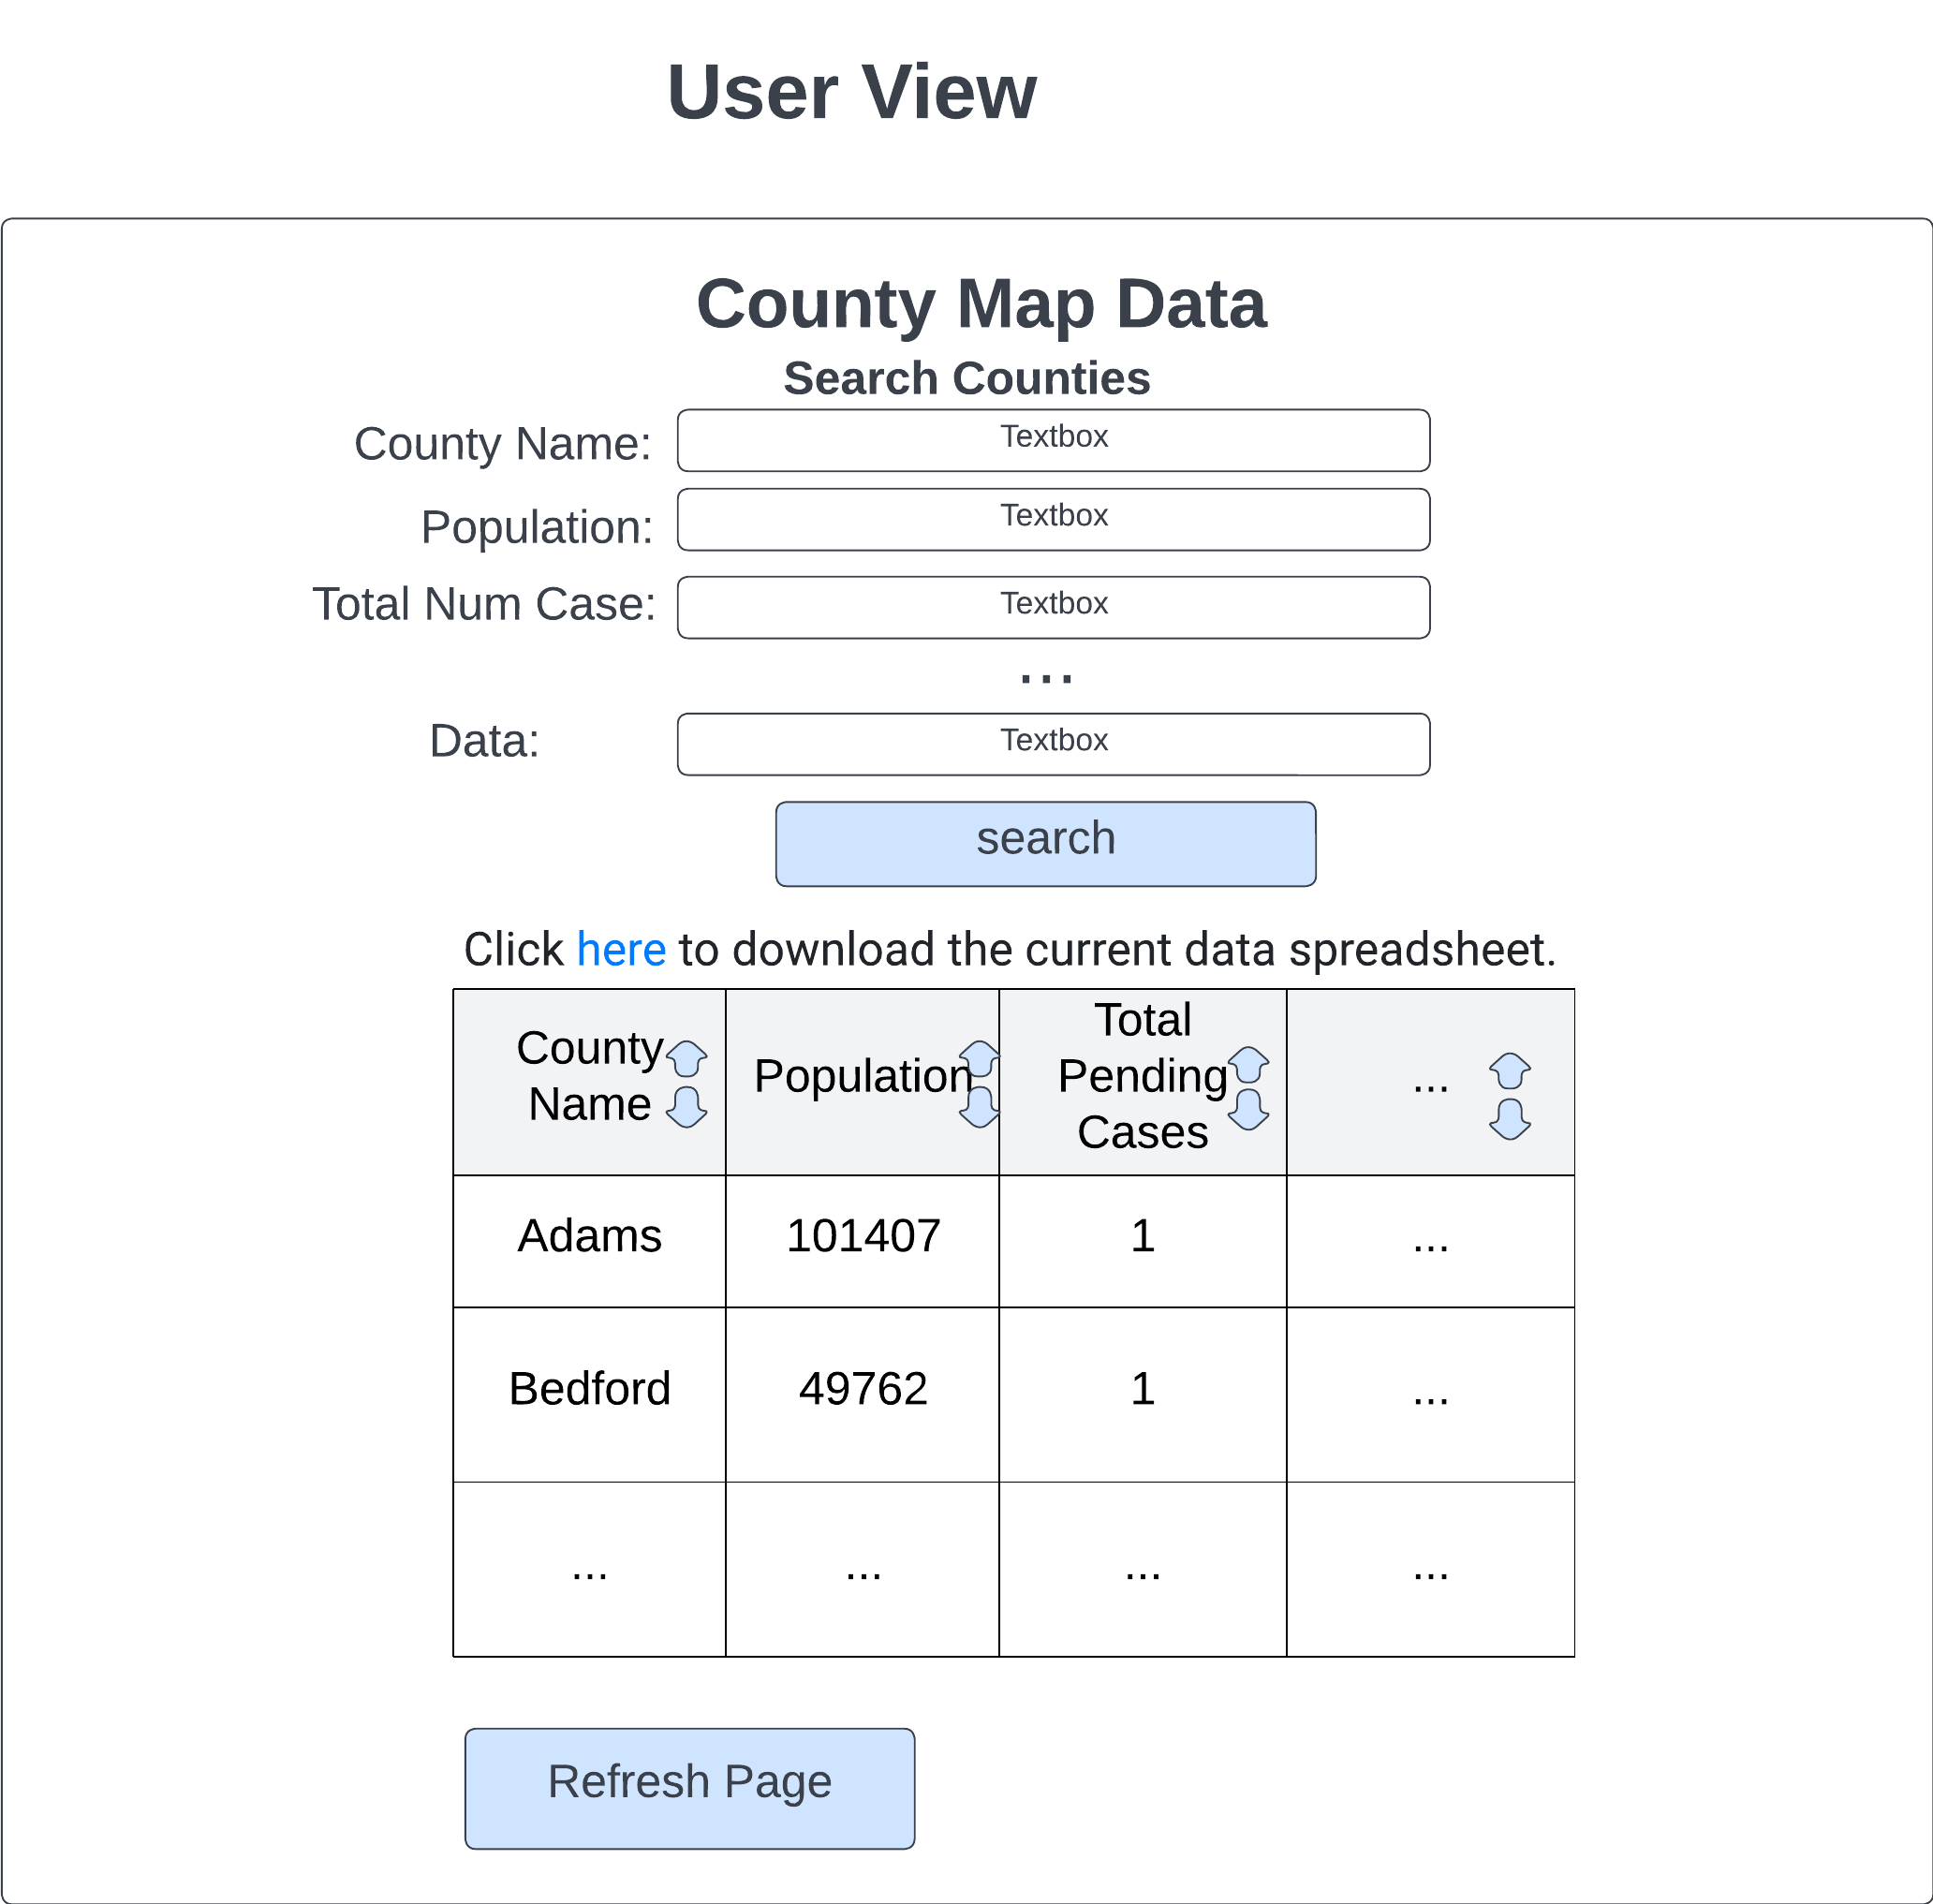 User View
County Map Data
Search Counties
County Name: Textbox
Population: Textbox
Total Num Case: Textbox
...
Data: Textbox
search
Click here to download the current data spreadsheet.
County Name Population Total Pending Cases ...
Adams 101407 1 ...
Bedford 49762 1 ...
... ... ... ...
Refresh Page